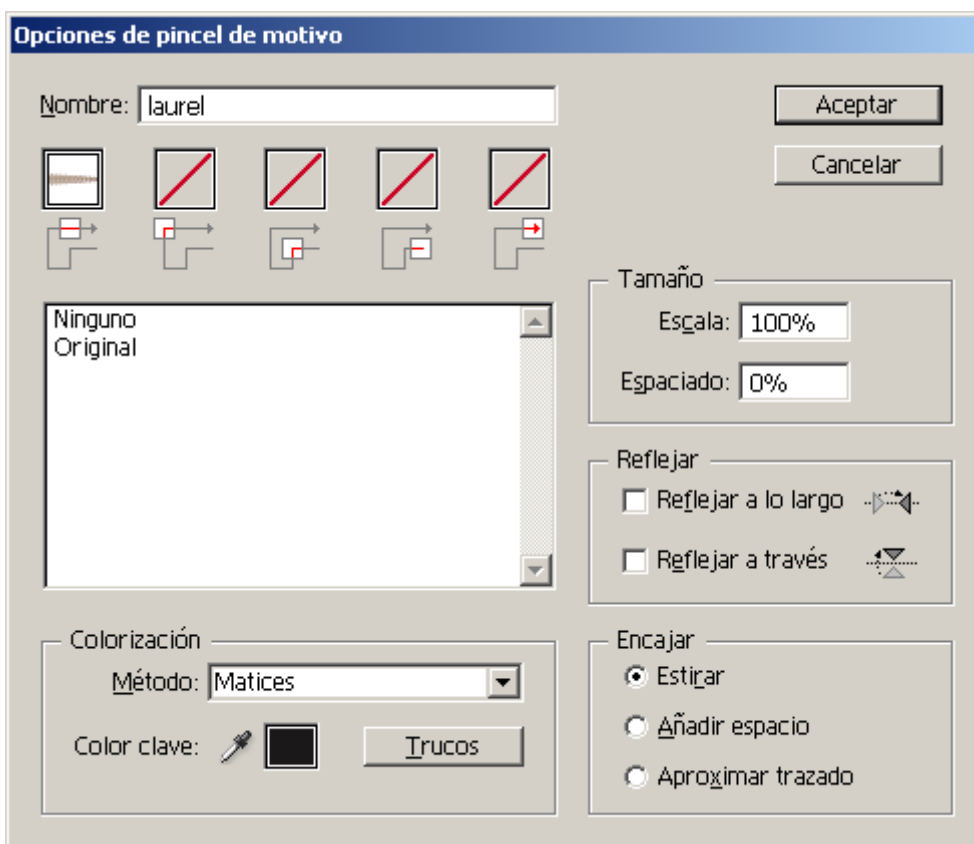 Opciones de pincel de motivo
Nombre: laurel
Aceptar
Cancelar
Ninguno
Original
Tamaño
Escala: 100%
Espaciado: 0%
Reflejar
Reflejar a lo largo
Reflejar a través
Colorización
Método: Matices
Color clave:
Trucos
Encajar
Estirar
Añadir espacio
Aproximar trazado